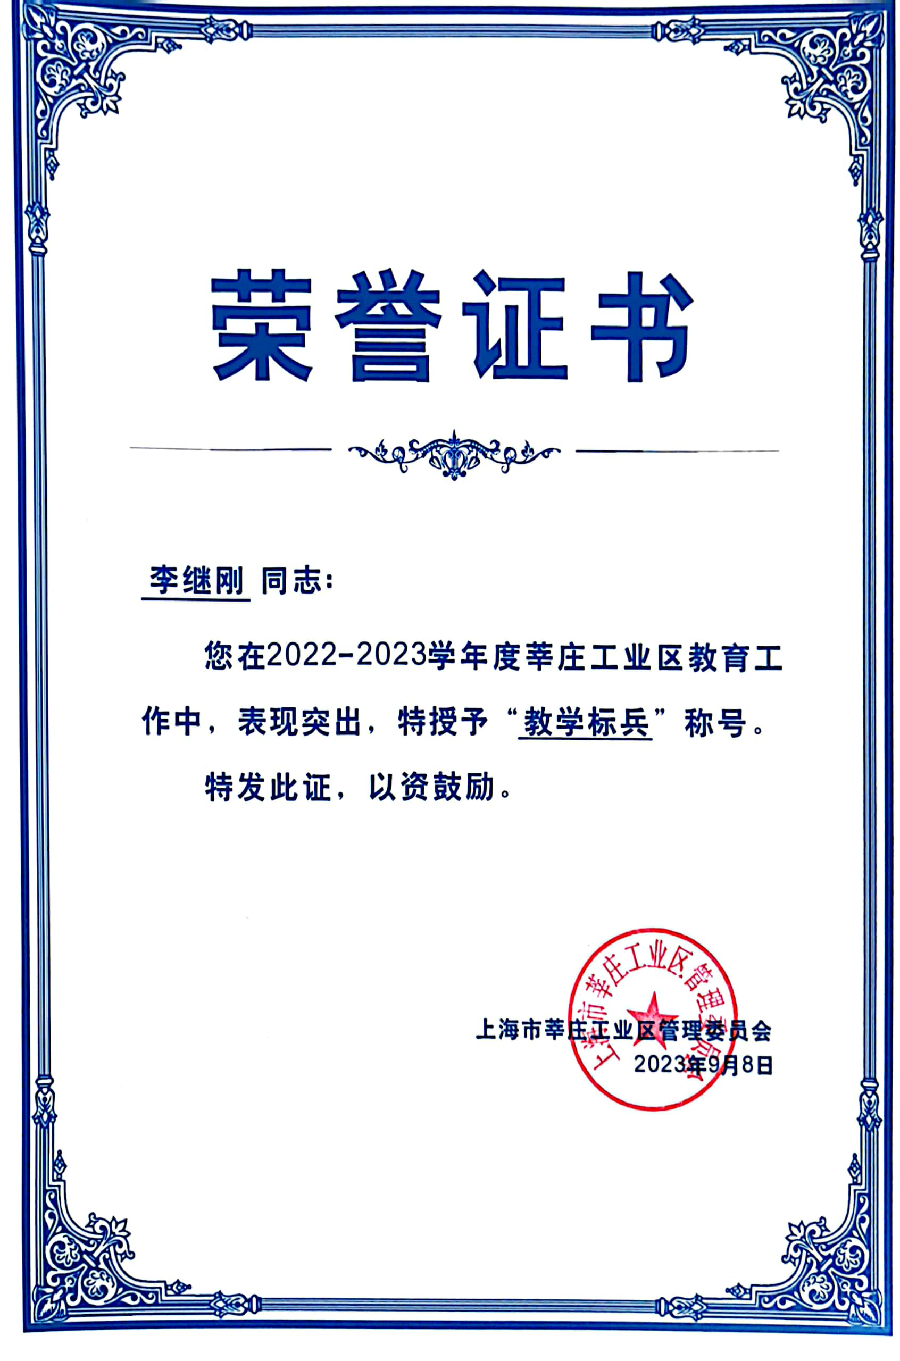 荣誉证书
李继刚 同志：
您在2022-2023学年度莘庄工业区教育工
作中，表现突出，特授予“教学标兵”称号。
特发此证，以资鼓励。
上海市莘庄工业区管理委员会
上海市莘庄工业区管理委员会
2023年9月8日